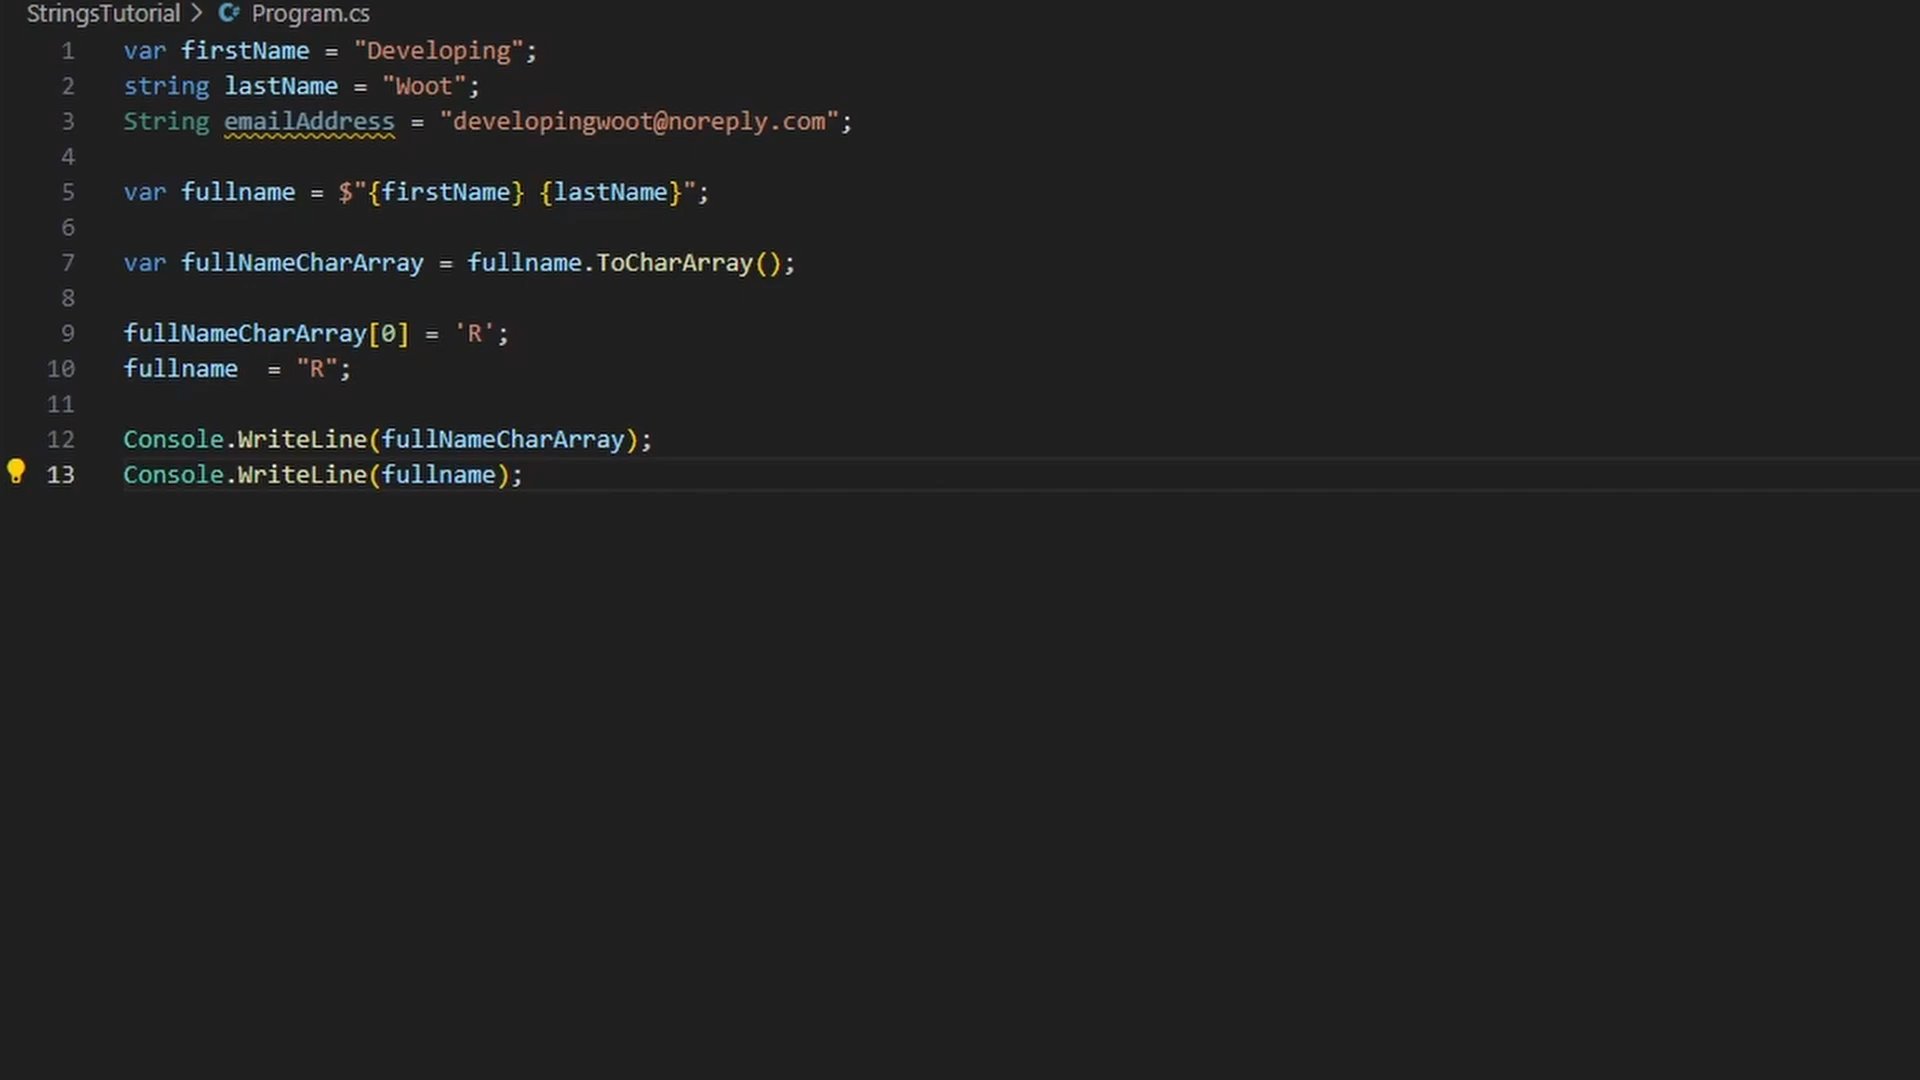 StringsTutorial > C# Program.cs
1 var firstName = "Developing";
2 string lastName = "Woot";
3 String emailAddress = "developingwoot@noreply.com";
4
5 var fullname = $"{firstName} {lastName}";
6
7 var fullNameCharArray = fullname.ToCharArray();
8
9 fullNameCharArray[0] = 'R';
10 fullname  = "R";
11
12 Console.WriteLine(fullNameCharArray);
13 Console.WriteLine(fullname);